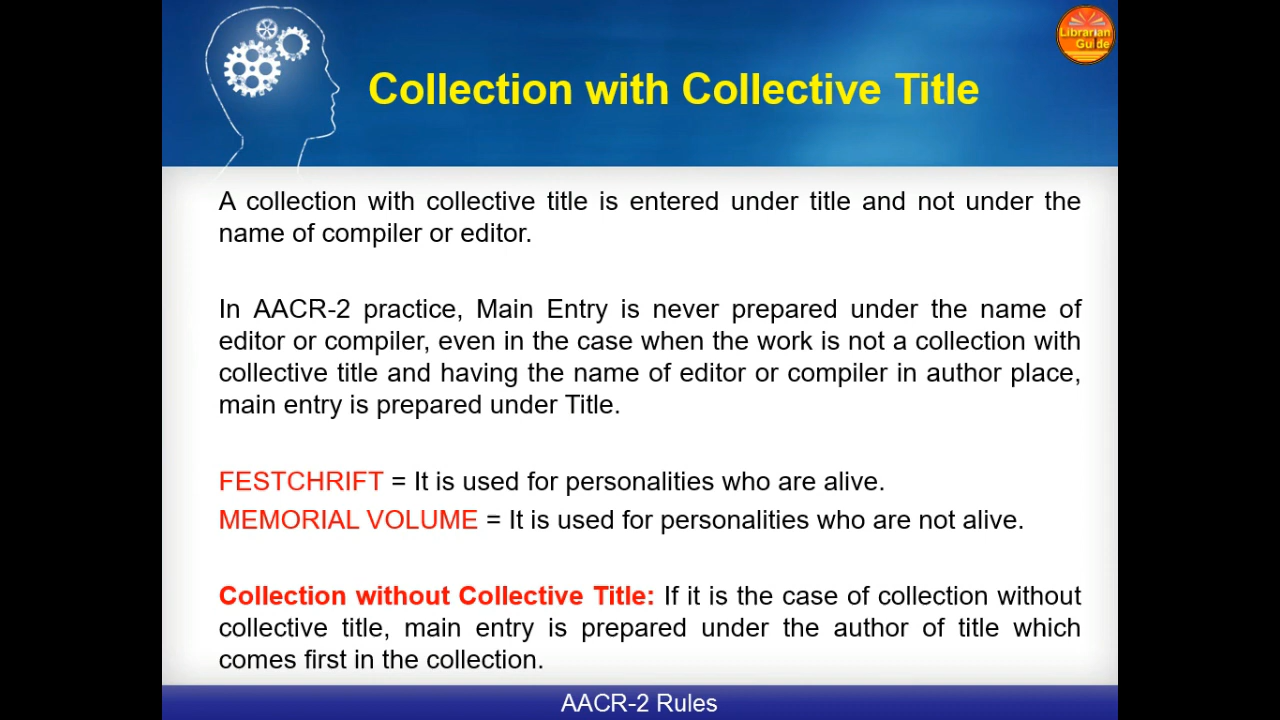 Librarian
Guide
Collection with Collective Title
A collection with collective title is entered under title and not under the
name of compiler or editor.
In AACR-2 practice, Main Entry is never prepared under the name of
editor or compiler, even in the case when the work is not a collection with
collective title and having the name of editor or compiler in author place,
main entry is prepared under Title.
FESTCHRIFT = It is used for personalities who are alive.
MEMORIAL VOLUME = It is used for personalities who are not alive.
Collection without Collective Title: If it is the case of collection without
collective title, main entry is prepared under the author of title which
comes first in the collection.
AACR-2 Rules